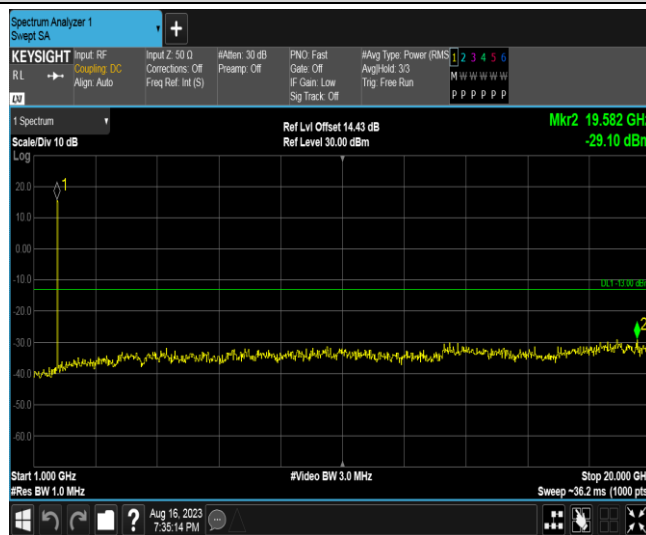 Spectrum Analyzer 1
Swept SA
+
KEYSIGHT
RL
LXI
Input: RF
Coupling: DC
Align: Auto
Input Z: 50 Ω
Corrections: Off
Freq Ref: Int (S)
#Atten: 30 dB
Preamp: Off
PNO: Fast
Gate: Off
IF Gain: Low
Sig Track: Off
#Avg Type: Power (RMS
Avg|Hold: 3/3
Trig: Free Run
1 2 3 4 5 6
M W W W W W
P P P P P P
1 Spectrum
Scale/Div 10 dB
Log
Ref Lvl Offset 14.43 dB
Ref Level 30.00 dBm
Mkr2 19.582 GHz
-29.10 dBm
1
20.0
10.0
0.00
-10.0
DL1 -13.00 dBm
-20.0
2
-30.0
-40.0
-50.0
-60.0
Start 1.000 GHz
#Video BW 3.0 MHz
Stop 20.000 GHz
#Res BW 1.0 MHz
Sweep ~36.2 ms (1000 pts
?
Aug 16, 2023
7:35:14 PM